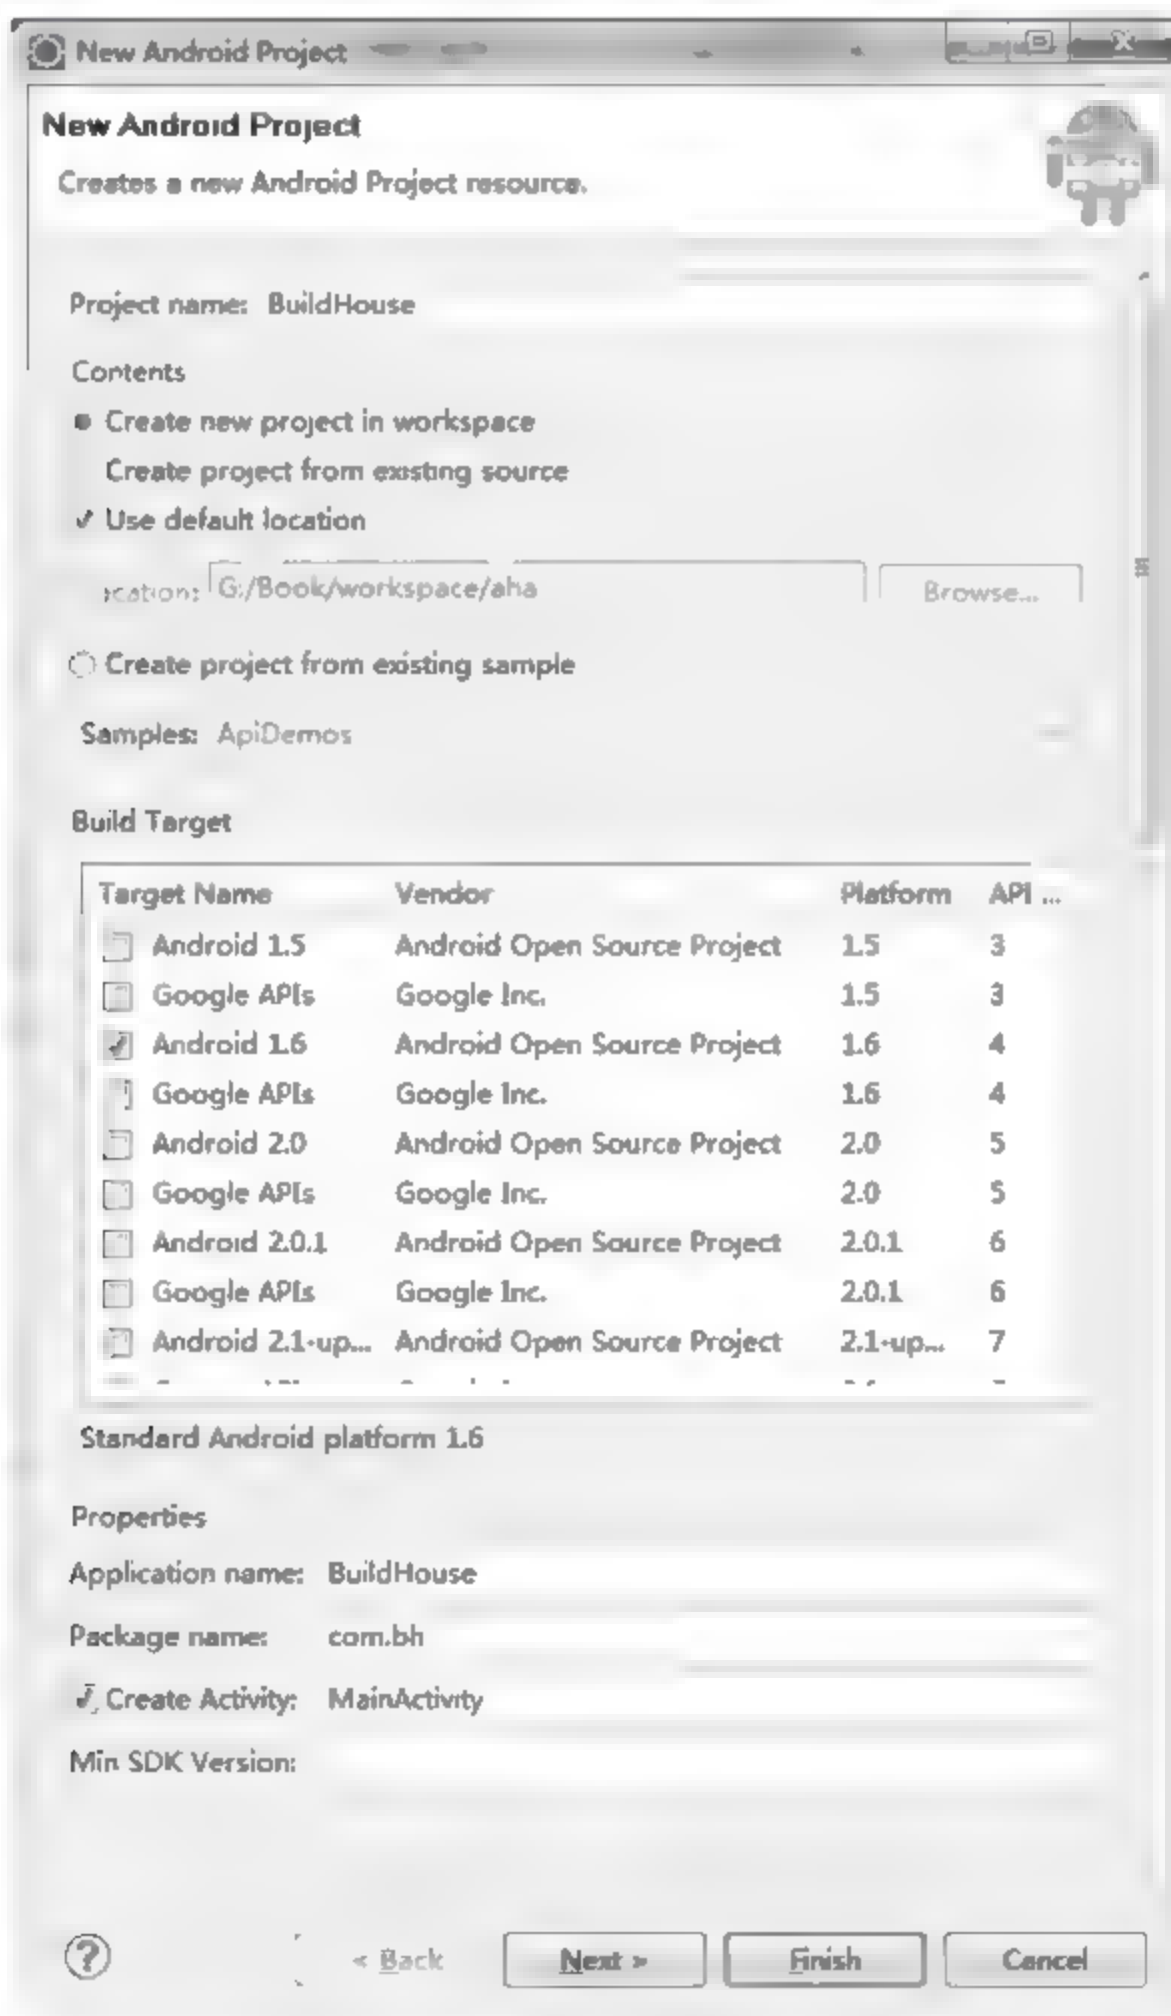 New Android Project
New Android Project
Creates a new Android Project resource.
Project name: BuildHouse
Contents
Create new project in workspace
Create project from existing source
Use default location
G:/Book/workspace/aha Browse...
Create project from existing sample
Samples: ApiDemos
Build Target
Target Name Vendor Platform API ...
Android 1.5 Android Open Source Project 1.5 3
Google APIs Google Inc. 1.5 3
Android 1.6 Android Open Source Project 1.6 4
Google APIs Google Inc. 1.6 4
Android 2.0 Android Open Source Project 2.0 5
Google APIs Google Inc. 2.0 5
Android 2.0.1 Android Open Source Project 2.0.1 6
Google APIs Google Inc. 2.0.1 6
Android 2.1-up... Android Open Source Project 2.1-up... 7
Standard Android platform 1.6
Properties
Application name: BuildHouse
Package name: com.bh
Create Activity: MainActivity
Min SDK Version:
? < Back Next > Finish Cancel